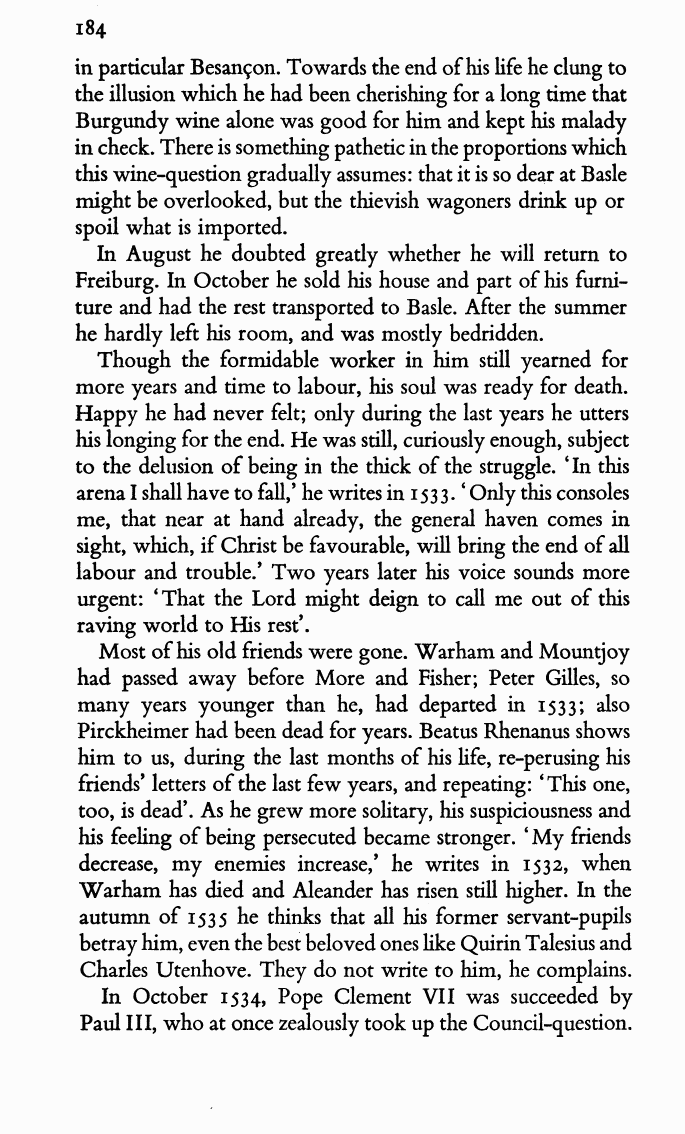 184
in particular Besançon. Towards the end of his life he clung to
the illusion which he had been cherishing for a long time that
Burgundy wine alone was good for him and kept his malady
in check. There is something pathetic in the proportions which
this wine-question gradually assumes: that it is so dear at Basle
might be overlooked, but the thievish wagoners drink up or
spoil what is imported.
In August he doubted greatly whether he will return to
Freiburg. In October he sold his house and part of his furni-
ture and had the rest transported to Basle. After the summer
he hardly left his room, and was mostly bedridden.
Though the formidable worker in him still yearned for
more years and time to labour, his soul was ready for death.
Happy he had never felt; only during the last years he utters
his longing for the end. He was still, curiously enough, subject
to the delusion of being in the thick of the struggle. ‘In this
arena I shall have to fall,’ he writes in 1533. ‘Only this consoles
me, that near at hand already, the general haven comes in
sight, which, if Christ be favourable, will bring the end of all
labour and trouble.’ Two years later his voice sounds more
urgent: ‘That the Lord might deign to call me out of this
raving world to His rest’.
Most of his old friends were gone. Warham and Mountjoy
had passed away before More and Fisher; Peter Gilles, so
many years younger than he, had departed in 1533; also
Pirckheimer had been dead for years. Beatus Rhenanus shows
him to us, during the last months of his life, re-perusing his
friends’ letters of the last few years, and repeating: ‘This one,
too, is dead’. As he grew more solitary, his suspiciousness and
his feeling of being persecuted became stronger. ‘My friends
decrease, my enemies increase,’ he writes in 1532, when
Warham has died and Aleander has risen still higher. In the
autumn of 1535 he thinks that all his former servant-pupils
betray him, even the best beloved ones like Quirin Talesius and
Charles Utenhove. They do not write to him, he complains.
In October 1534, Pope Clement VII was succeeded by
Paul III, who at once zealously took up the Council-question.